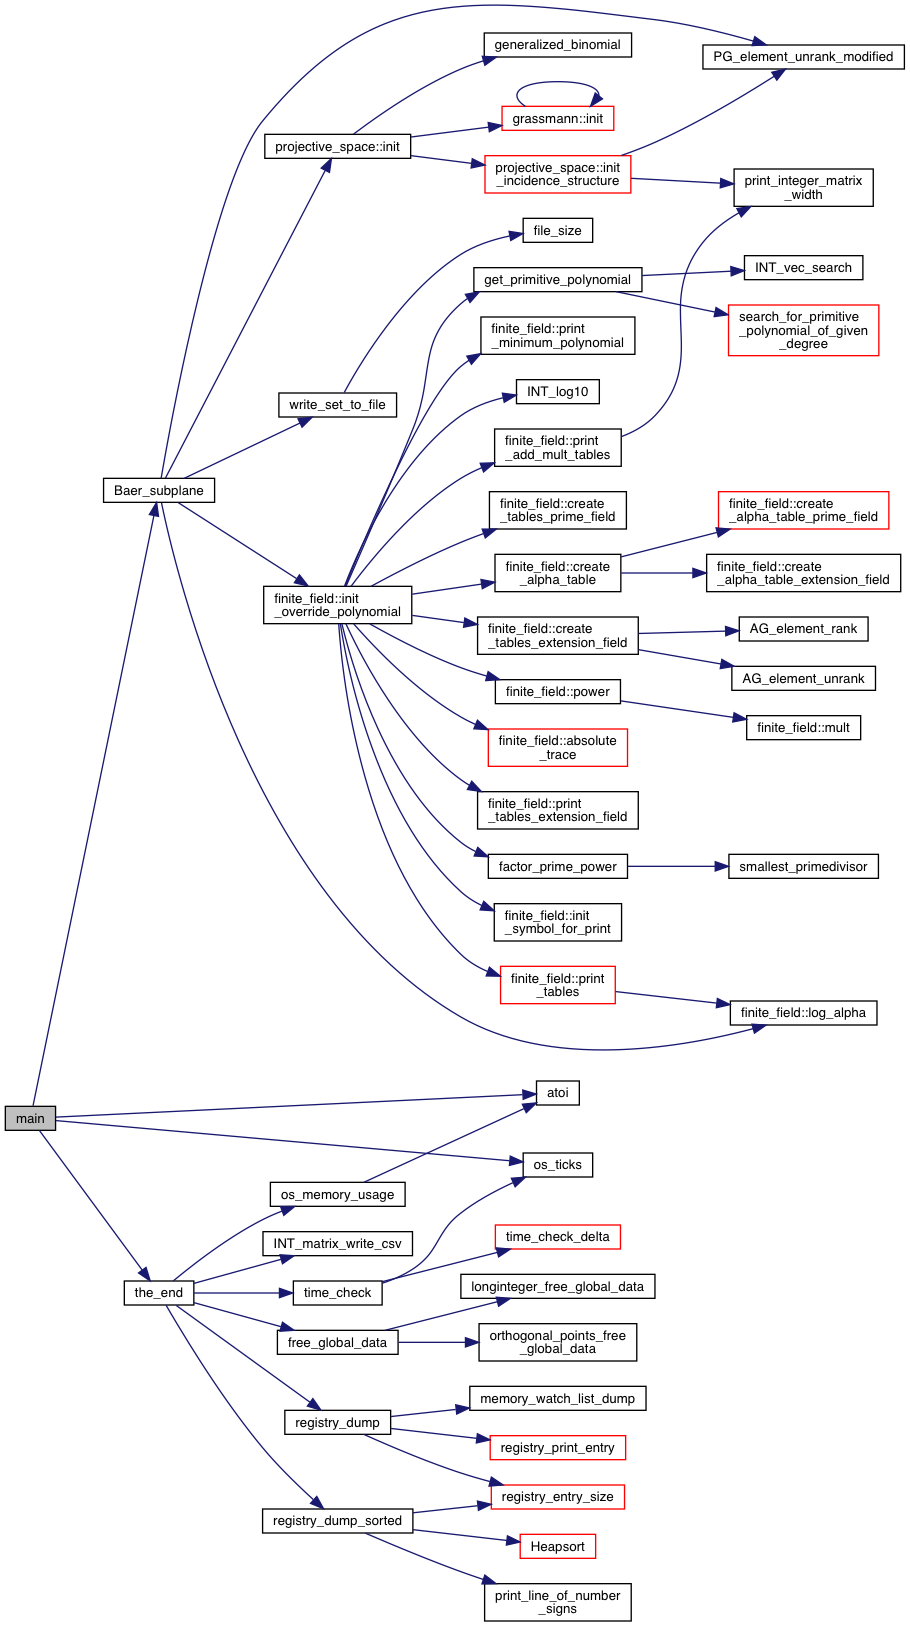 generalized_binomial
PG_element_unrank_modified
grassmann::init
projective_space::init
projective_space::init
_incidence_structure
print_integer_matrix
_width
file_size
get_primitive_polynomial
INT_vec_search
search_for_primitive
_polynomial_of_given
_degree
finite_field::print
_minimum_polynomial
INT_log10
write_set_to_file
finite_field::print
_add_mult_tables
Baer_subplane
finite_field::create
_tables_prime_field
finite_field::create
_alpha_table_prime_field
finite_field::create
_alpha_table
finite_field::create
_alpha_table_extension_field
finite_field::init
_override_polynomial
finite_field::create
_tables_extension_field
AG_element_rank
AG_element_unrank
finite_field::power
finite_field::mult
finite_field::absolute
_trace
finite_field::print
_tables_extension_field
factor_prime_power
smallest_primedivisor
finite_field::init
_symbol_for_print
finite_field::print
_tables
finite_field::log_alpha
main
atoi
os_ticks
os_memory_usage
INT_matrix_write_csv
time_check_delta
the_end
time_check
longinteger_free_global_data
free_global_data
orthogonal_points_free
_global_data
memory_watch_list_dump
registry_dump
registry_print_entry
registry_entry_size
registry_dump_sorted
Heapsort
print_line_of_number
_signs